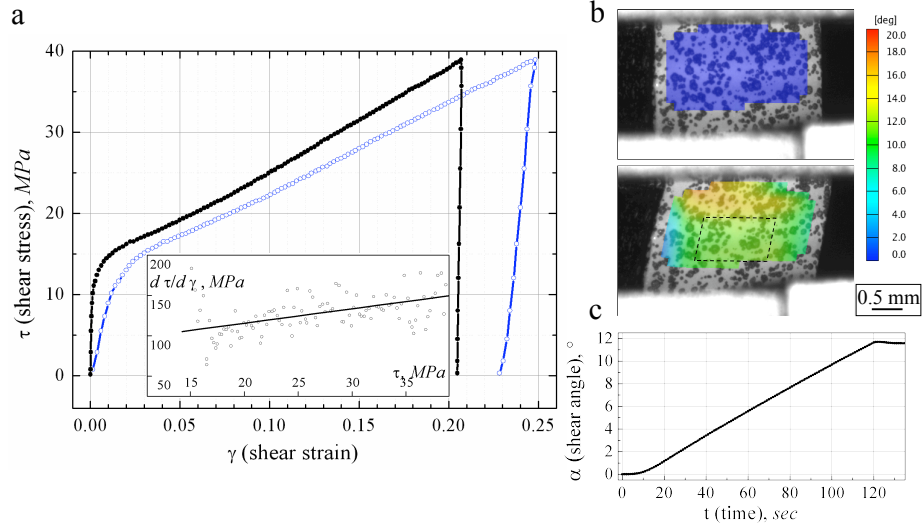 a
τ (shear stress), MPa
40
30
20
10
0
0.00 0.05 0.10 0.15 0.20 0.25
γ (shear strain)
200
dτ/dγ, MPa
150
100
50
15 20 25 30 35
τ, MPa
b
[deg]
20.0
18.0
16.0
14.0
12.0
10.0
8.0
6.0
4.0
2.0
0.0
0.5 mm
c
α (shear angle), °
12
10
8
6
4
2
0
0 20 40 60 80 100 120
t (time), sec